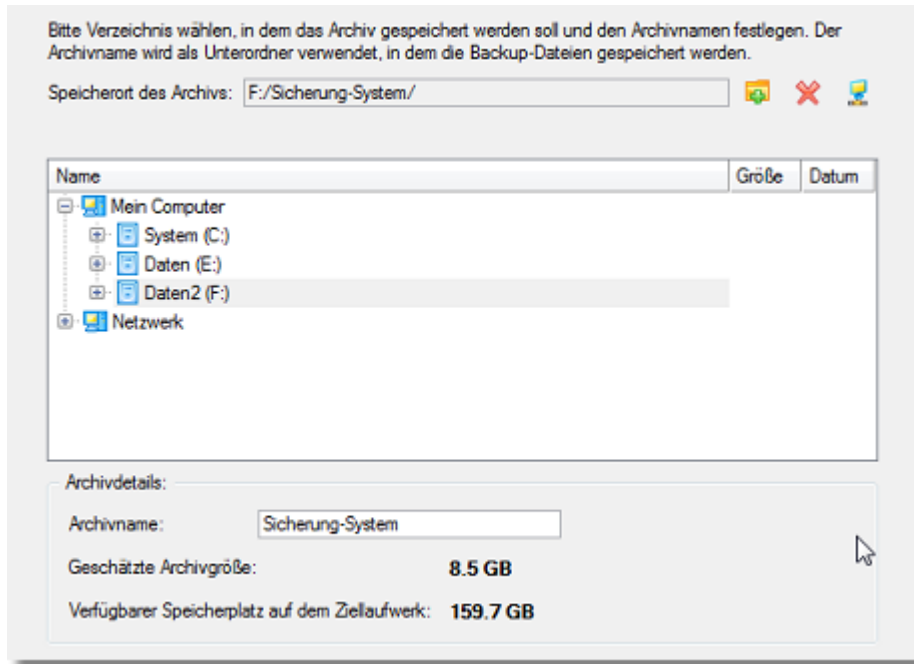 Bitte Verzeichnis wählen, in dem das Archiv gespeichert werden soll und den Archivnamen festlegen. Der
Archivname wird als Unterordner verwendet, in dem die Backup-Dateien gespeichert werden.
Speicherort des Archivs: F:/Sicherung-System/
Name Größe Datum
Mein Computer
System (C:)
Daten (E:)
Daten2 (F:)
Netzwerk
Archivdetails:
Archivname: Sicherung-System
Geschätzte Archivgröße: 8.5 GB
Verfügbarer Speicherplatz auf dem Ziellaufwerk: 159.7 GB